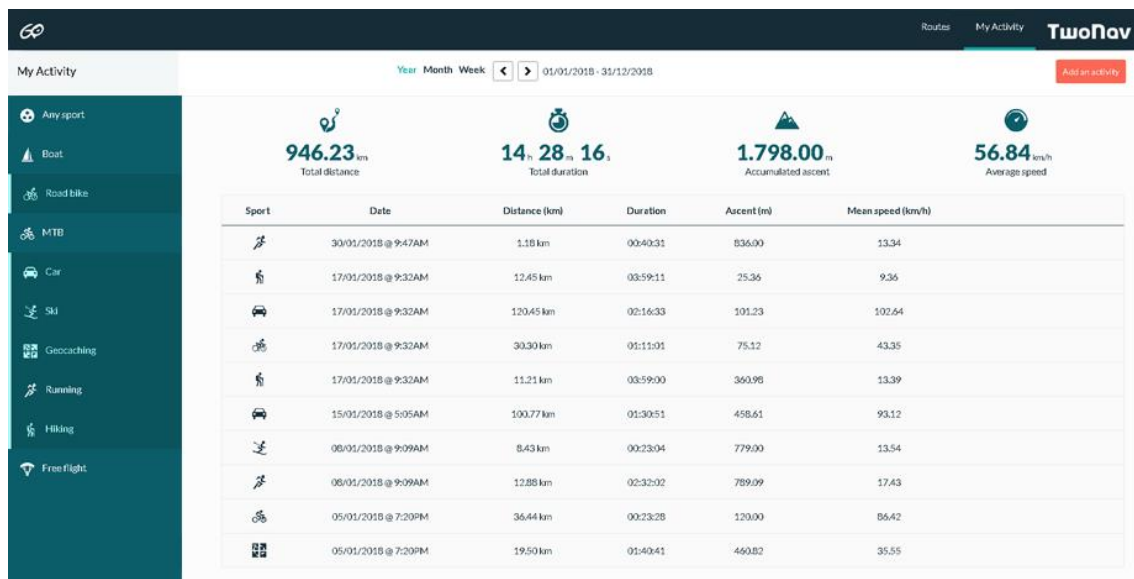 GO Routes My Activity TwoNav
My Activity Year Month Week 01/01/2018 - 31/12/2018 Add an activity
Any sport
Boat
Road bike
MTB
Car
Ski
Geocaching
Running
Hiking
Free flight
946.23 km 14 h 28 m 16 s 1.798.00 m 56.84 km/h
Total distance Total duration Accumulated ascent Average speed
Sport Date Distance (km) Duration Ascent (m) Mean speed (km/h)
30/01/2018 @ 9:47AM 1.18 km 00:40:31 836.00 13.34
17/01/2018 @ 9:32AM 12.45 km 03:59:11 25.36 9.36
17/01/2018 @ 9:32AM 120.45 km 02:16:33 101.23 102.64
17/01/2018 @ 9:32AM 30.30 km 01:11:01 75.12 43.35
17/01/2018 @ 9:32AM 11.21 km 03:59:00 360.98 13.39
15/01/2018 @ 5:05AM 100.77 km 01:30:51 458.61 93.12
08/01/2018 @ 9:09AM 8.43 km 00:23:04 779.00 13.54
08/01/2018 @ 9:09AM 12.88 km 02:32:02 789.09 17.43
05/01/2018 @ 7:20PM 36.44 km 00:23:28 120.00 86.42
05/01/2018 @ 7:20PM 19.50 km 01:40:41 460.82 35.55